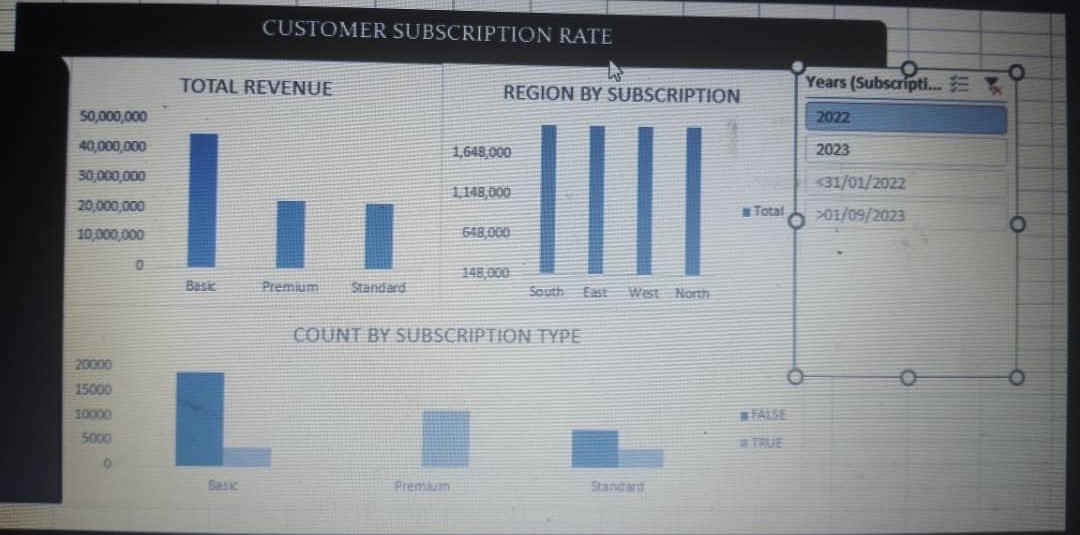 CUSTOMER SUBSCRIPTION RATE
TOTAL REVENUE
50,000,000
40,000,000
30,000,000
20,000,000
10,000,000
0
Basic Premium Standard
REGION BY SUBSCRIPTION
1,648,000
1,148,000
648,000
148,000
South East West North
Total
Years (Subscripti...
2022
2023
<31/01/2022
>01/09/2023
COUNT BY SUBSCRIPTION TYPE
20000
15000
10000
5000
0
Basic Premium Standard
FALSE
TRUE